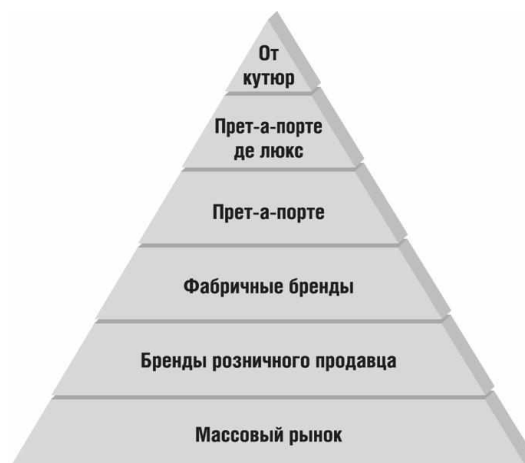 От
кутюр
Прет-а-порте
де люкс
Прет-а-порте
Фабричные бренды
Бренды розничного продавца
Массовый рынок